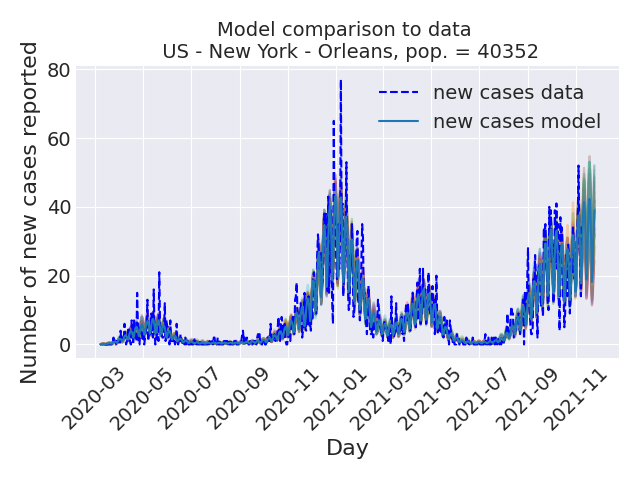 Model comparison to data
US - New York - Orleans, pop. = 40352
Number of new cases reported
80
60
40
20
0
new cases data
new cases model
2020-03
2020-05
2020-07
2020-09
2020-11
2021-01
2021-03
2021-05
2021-07
2021-09
2021-11
Day